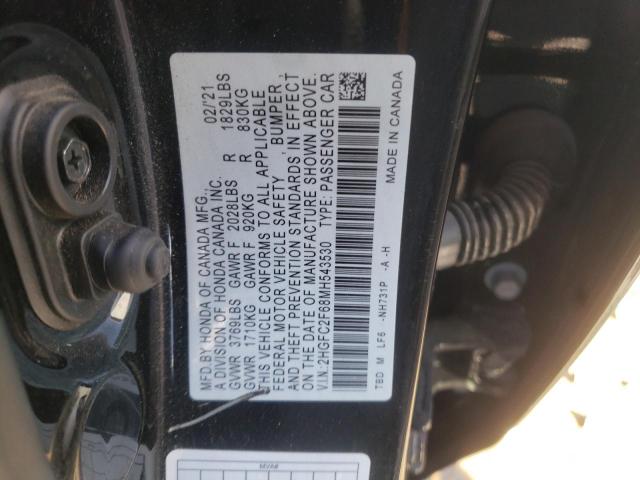 MFD.BY HONDA OF CANADA MFG., 02/'21
A DIVISION OF HONDA CANADA INC.
GVWR 3769LBS GAWR F 2028LBS R 1829LBS
GVWR 1710KG GAWR F 920KG R 830KG
THIS VEHICLE CONFORMS TO ALL APPLICABLE
FEDERAL MOTOR VEHICLE SAFETY , BUMPER ,
AND THEFT PREVENTION STANDARDS IN EFFECT
ON THE DATE OF MANUFACTURE SHOWN ABOVE.
V.I.N: 2HGFC2F68MH543530 TYPE: PASSENGER CAR
TBD M LF6 -NH731P -A -H MADE IN CANADA
MVAB